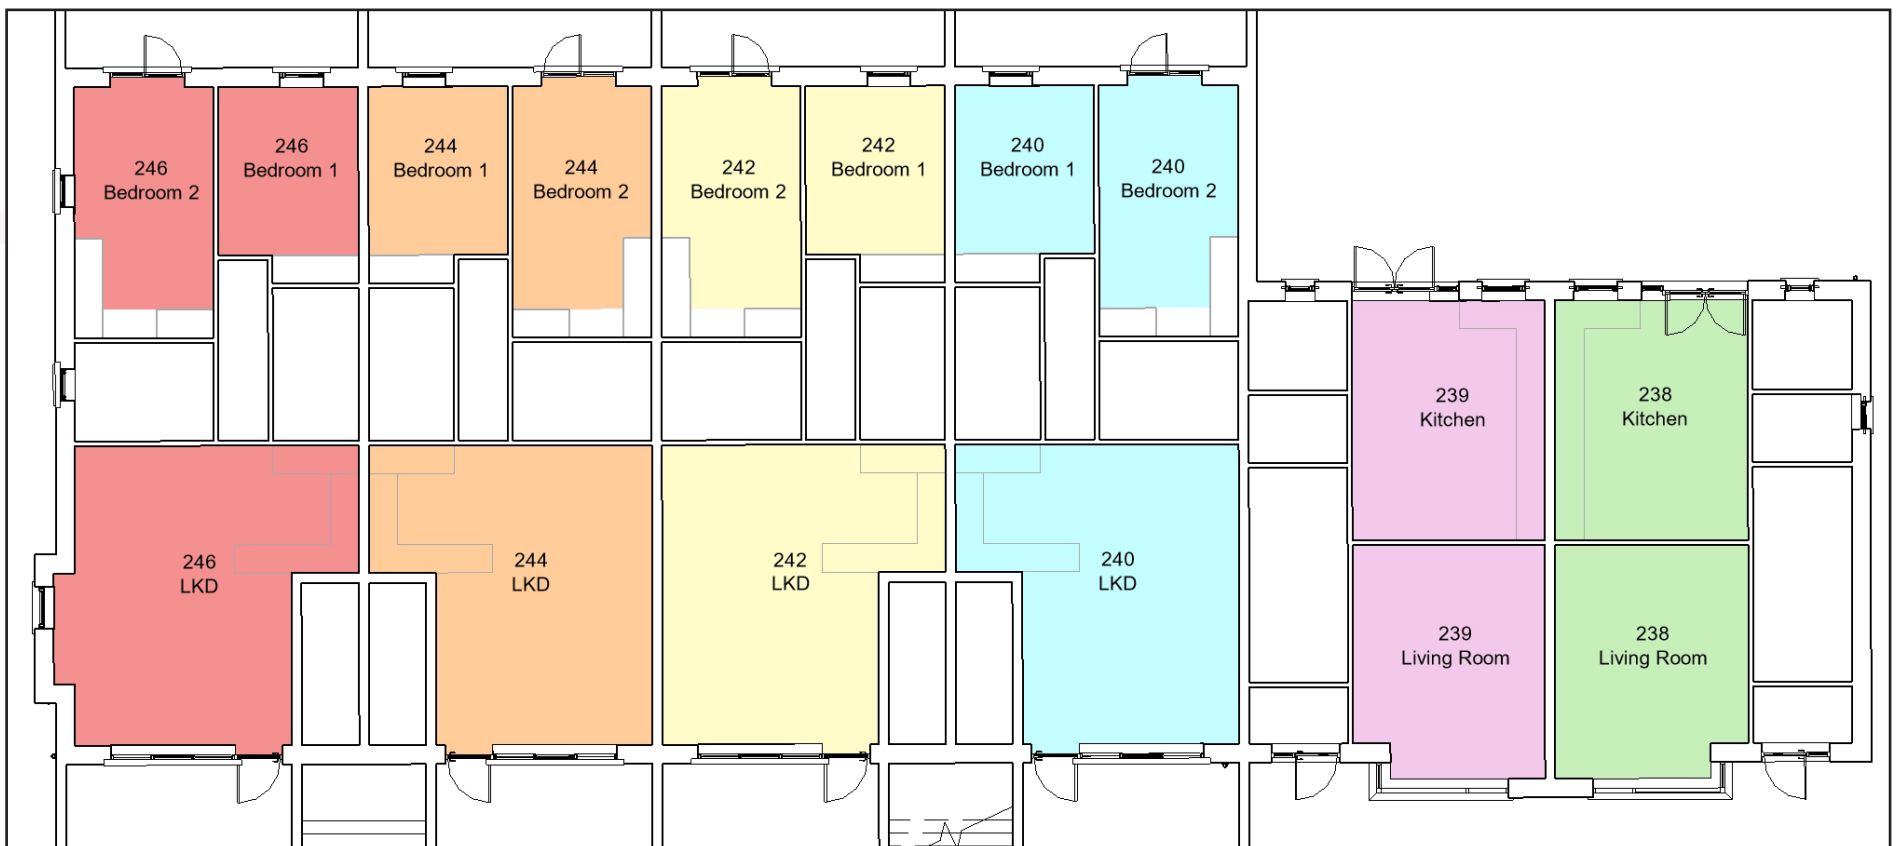 246
Bedroom 2
246
Bedroom 1
244
Bedroom 1
244
Bedroom 2
242
Bedroom 2
242
Bedroom 1
240
Bedroom 1
240
Bedroom 2
239
Kitchen
238
Kitchen
246
LKD
244
LKD
242
LKD
240
LKD
239
Living Room
238
Living Room